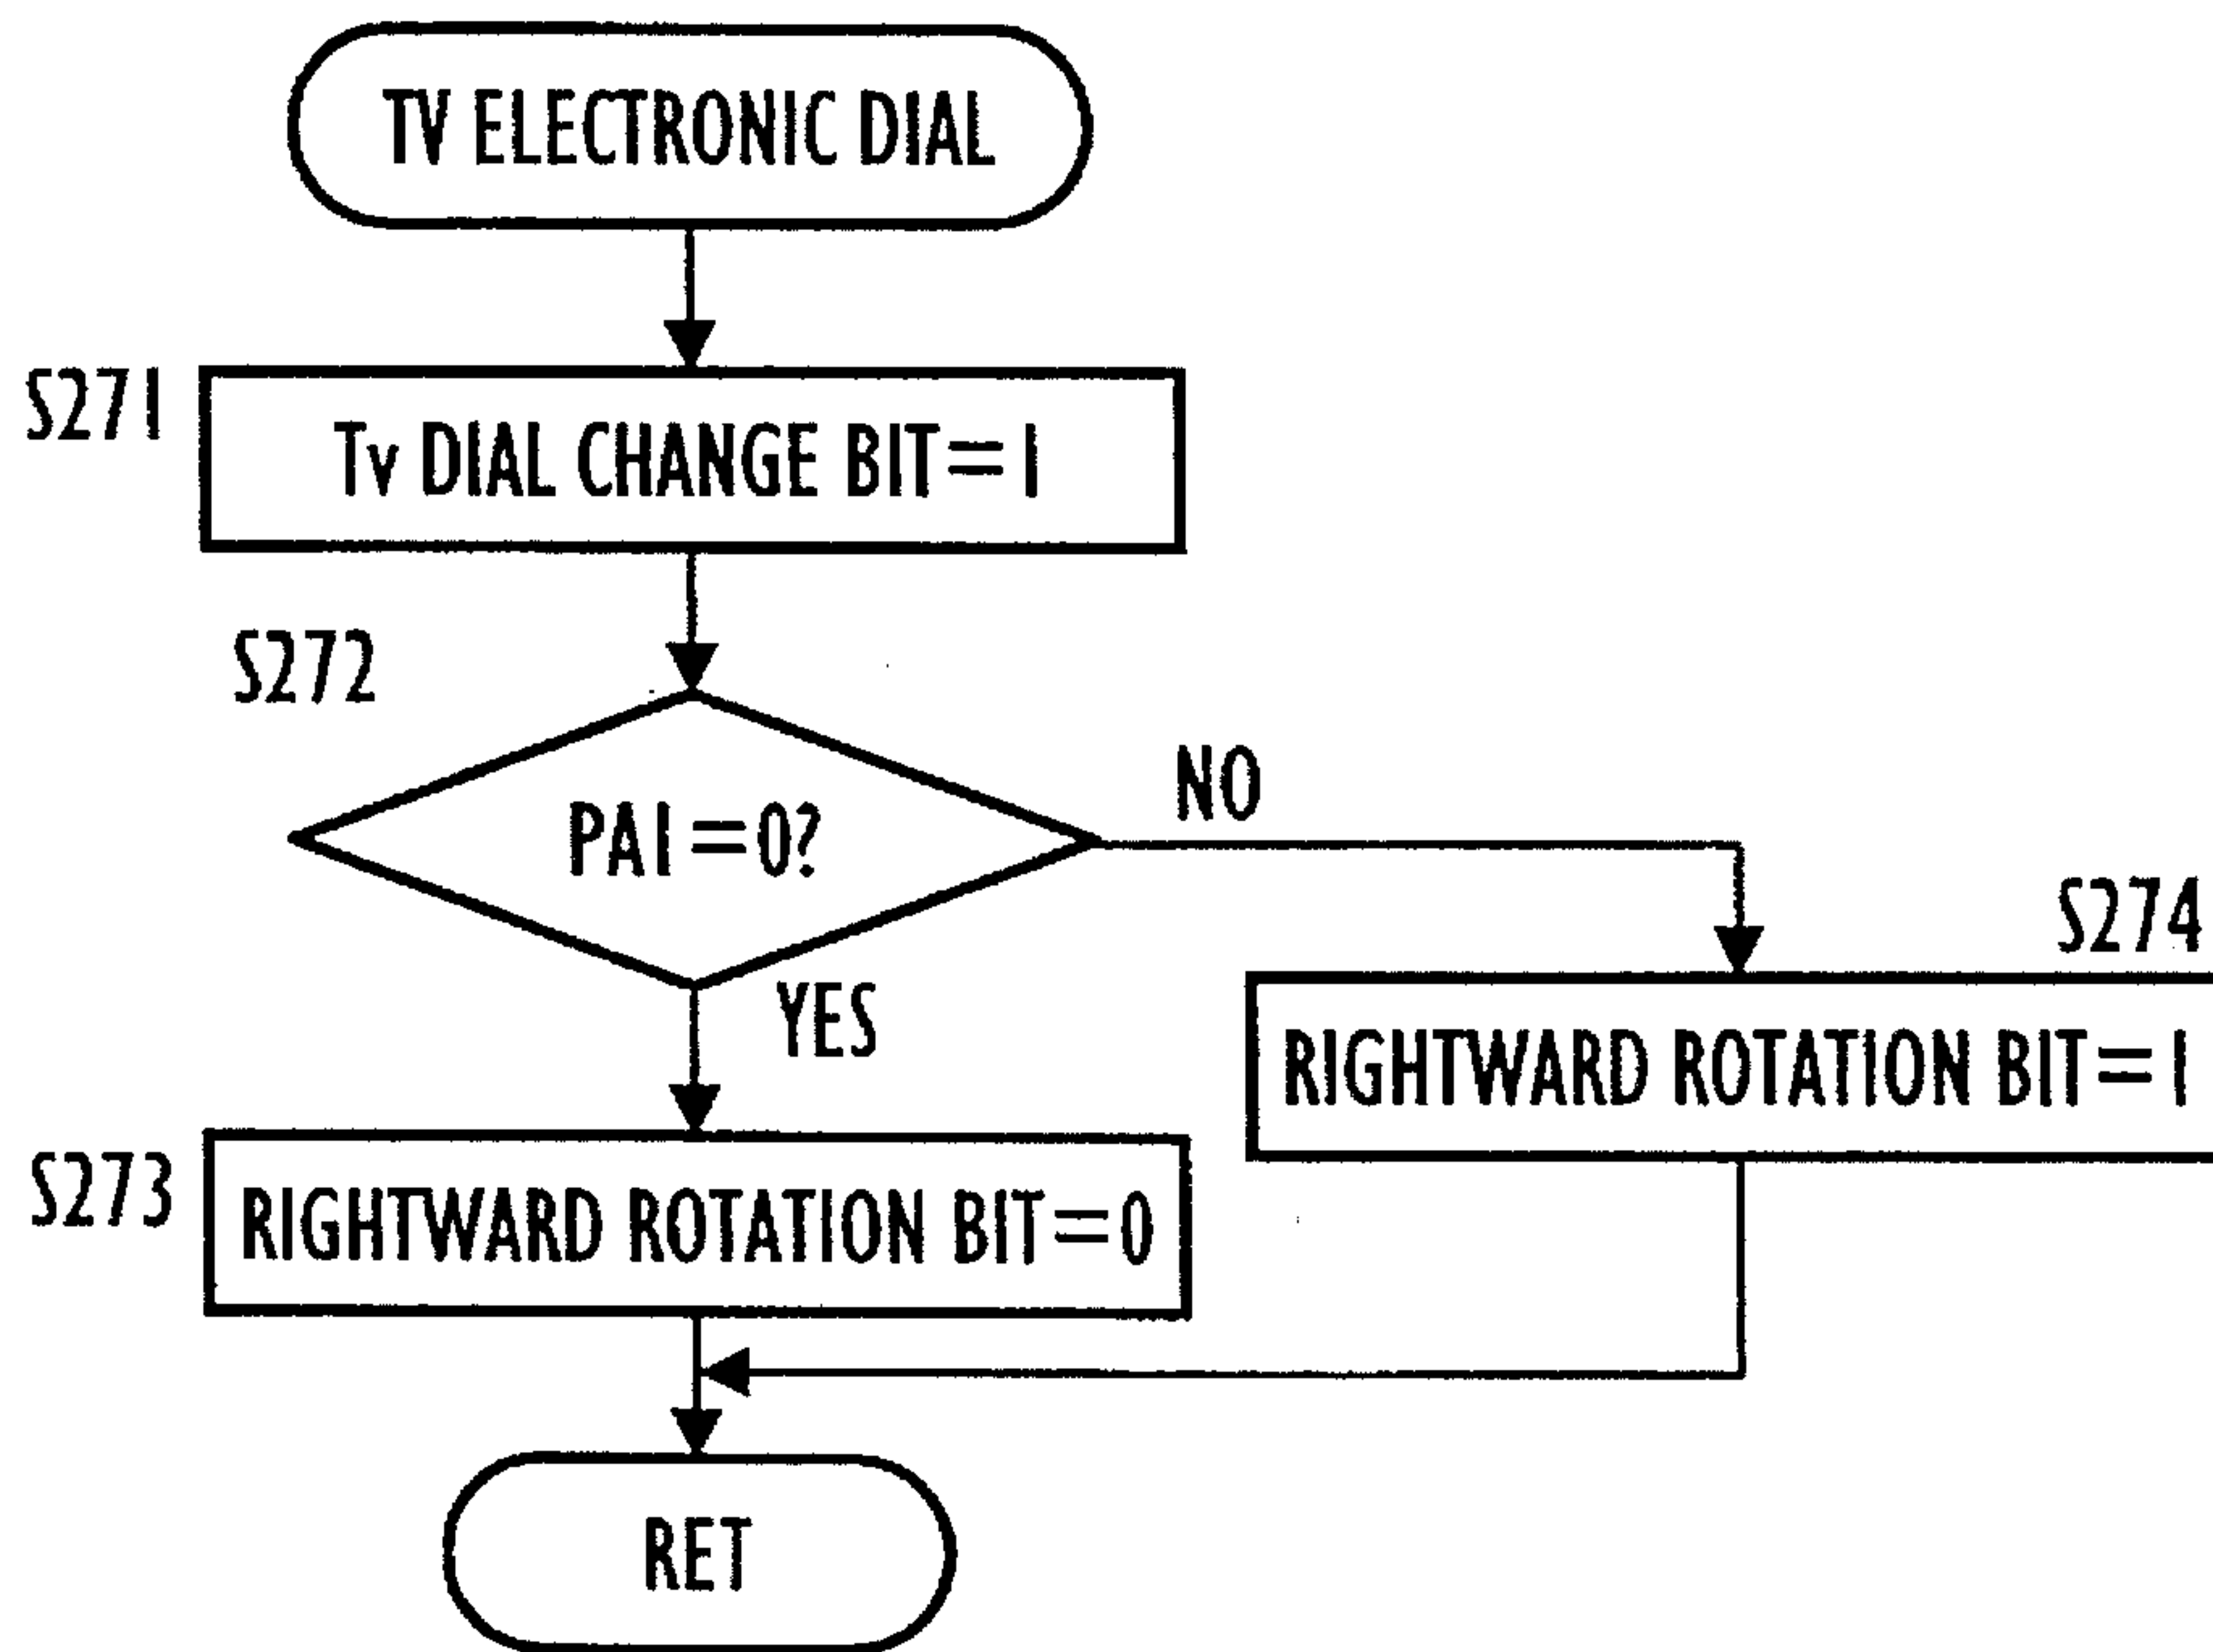 TV ELECTRONIC DIAL
S271
Tv DIAL CHANGE BIT=1
S272
PA1=0?
NO
YES
S274
RIGHTWARD ROTATION BIT=1
S273
RIGHTWARD ROTATION BIT=0
RET